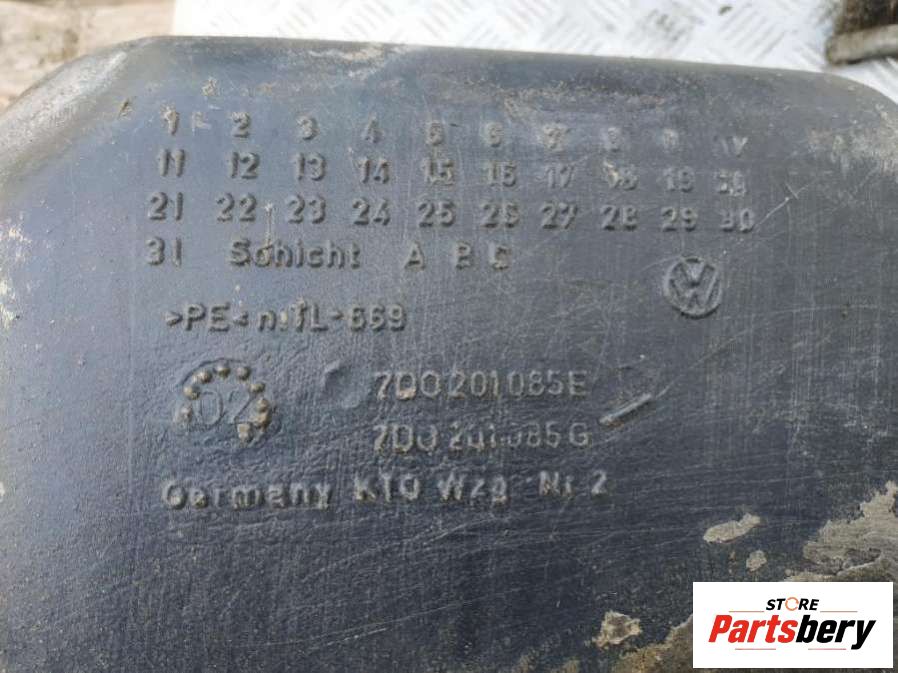 1 2 3 4 5 6 7 8 9
11 12 13 14 15 16 17 18 19
21 22 23 24 25 26 27 28 29 30
31 Schicht A B C
>PE< n.TL-669
02
7D0201085E
7D0201085G
Germany KTO Wzg Nr 2
STORE
Partsbery